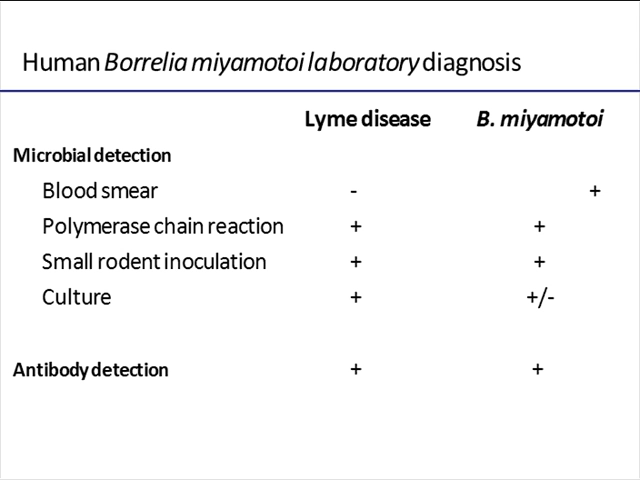 Human Borrelia miyamotoi laboratory diagnosis
Lyme disease B. miyamotoi
Microbial detection
Blood smear - +
Polymerase chain reaction + +
Small rodent inoculation + +
Culture + +/-
Antibody detection + +